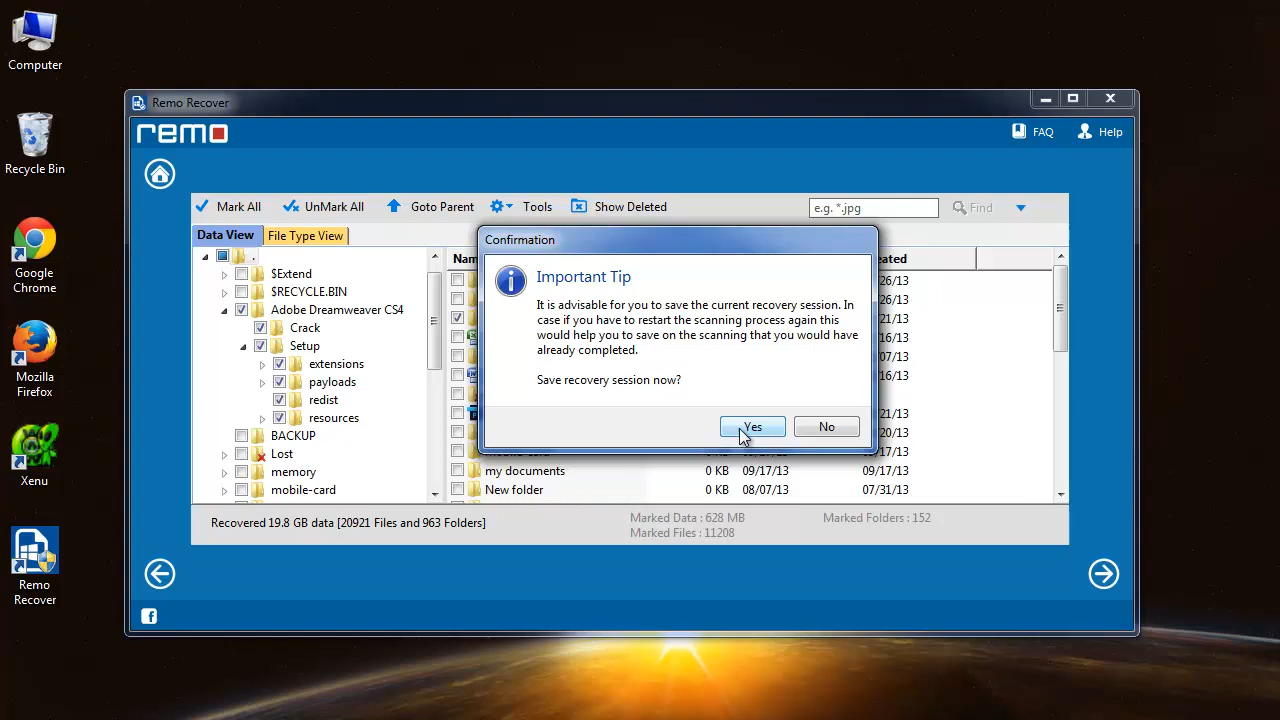 Computer
Recycle Bin
Google
Chrome
Mozilla
Firefox
Xenu
Remo
Recover
Remo Recover
remo
FAQ
Help
Mark All
UnMark All
Goto Parent
Tools
Show Deleted
e.g. *.jpg
Find
Data View
File Type View
.
$Extend
$RECYCLE.BIN
Adobe Dreamweaver CS4
Crack
Setup
extensions
payloads
redist
resources
BACKUP
Lost
memory
mobile-card
Confirmation
Important Tip
It is advisable for you to save the current recovery session. In
case if you have to restart the scanning process again this
would help you to save on the scanning that you would have
already completed.
Save recovery session now?
Yes
No
my documents 0 KB 09/17/13 09/17/13
New folder 0 KB 08/07/13 07/31/13
Recovered 19.8 GB data [20921 Files and 963 Folders]
Marked Data : 628 MB
Marked Folders : 152
Marked Files : 11208